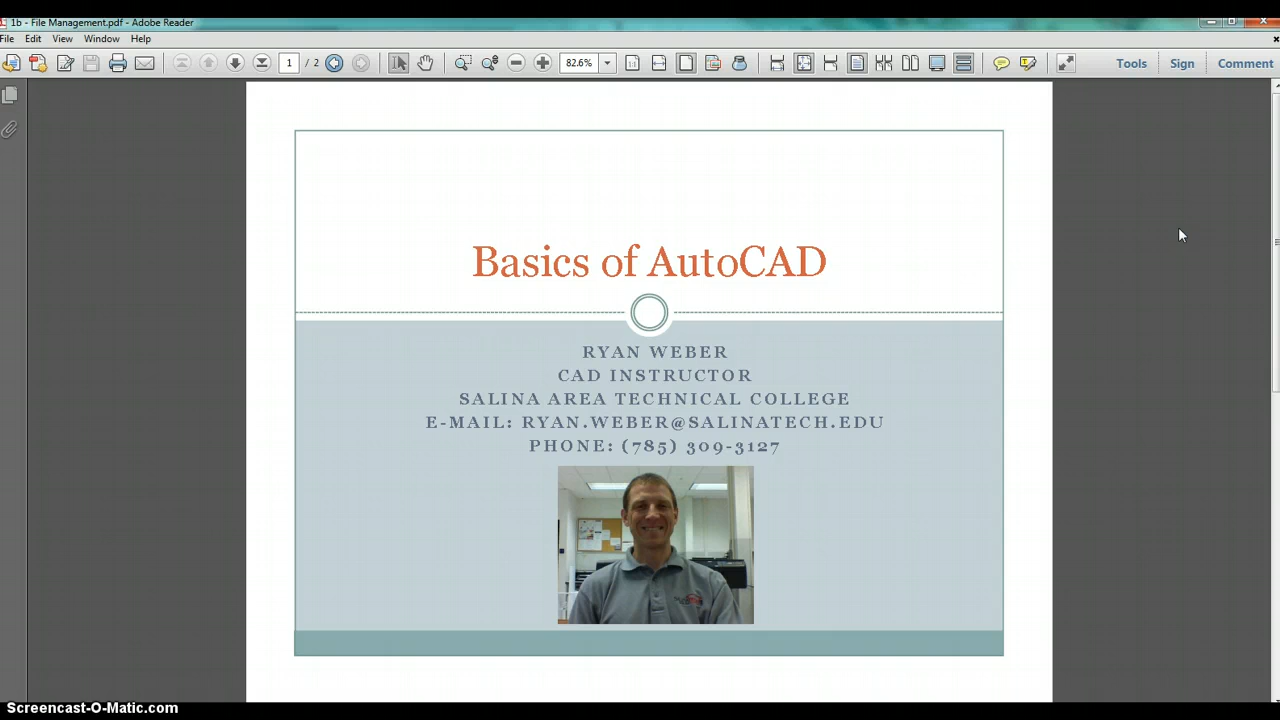 1b - File Management.pdf - Adobe Reader
File Edit View Window Help
1 / 2 82.6% Tools Sign Comment
Basics of AutoCAD
RYAN WEBER
CAD INSTRUCTOR
SALINA AREA TECHNICAL COLLEGE
E-MAIL: RYAN.WEBER@SALINATECH.EDU
PHONE: (785) 309-3127
Screencast-O-Matic.com